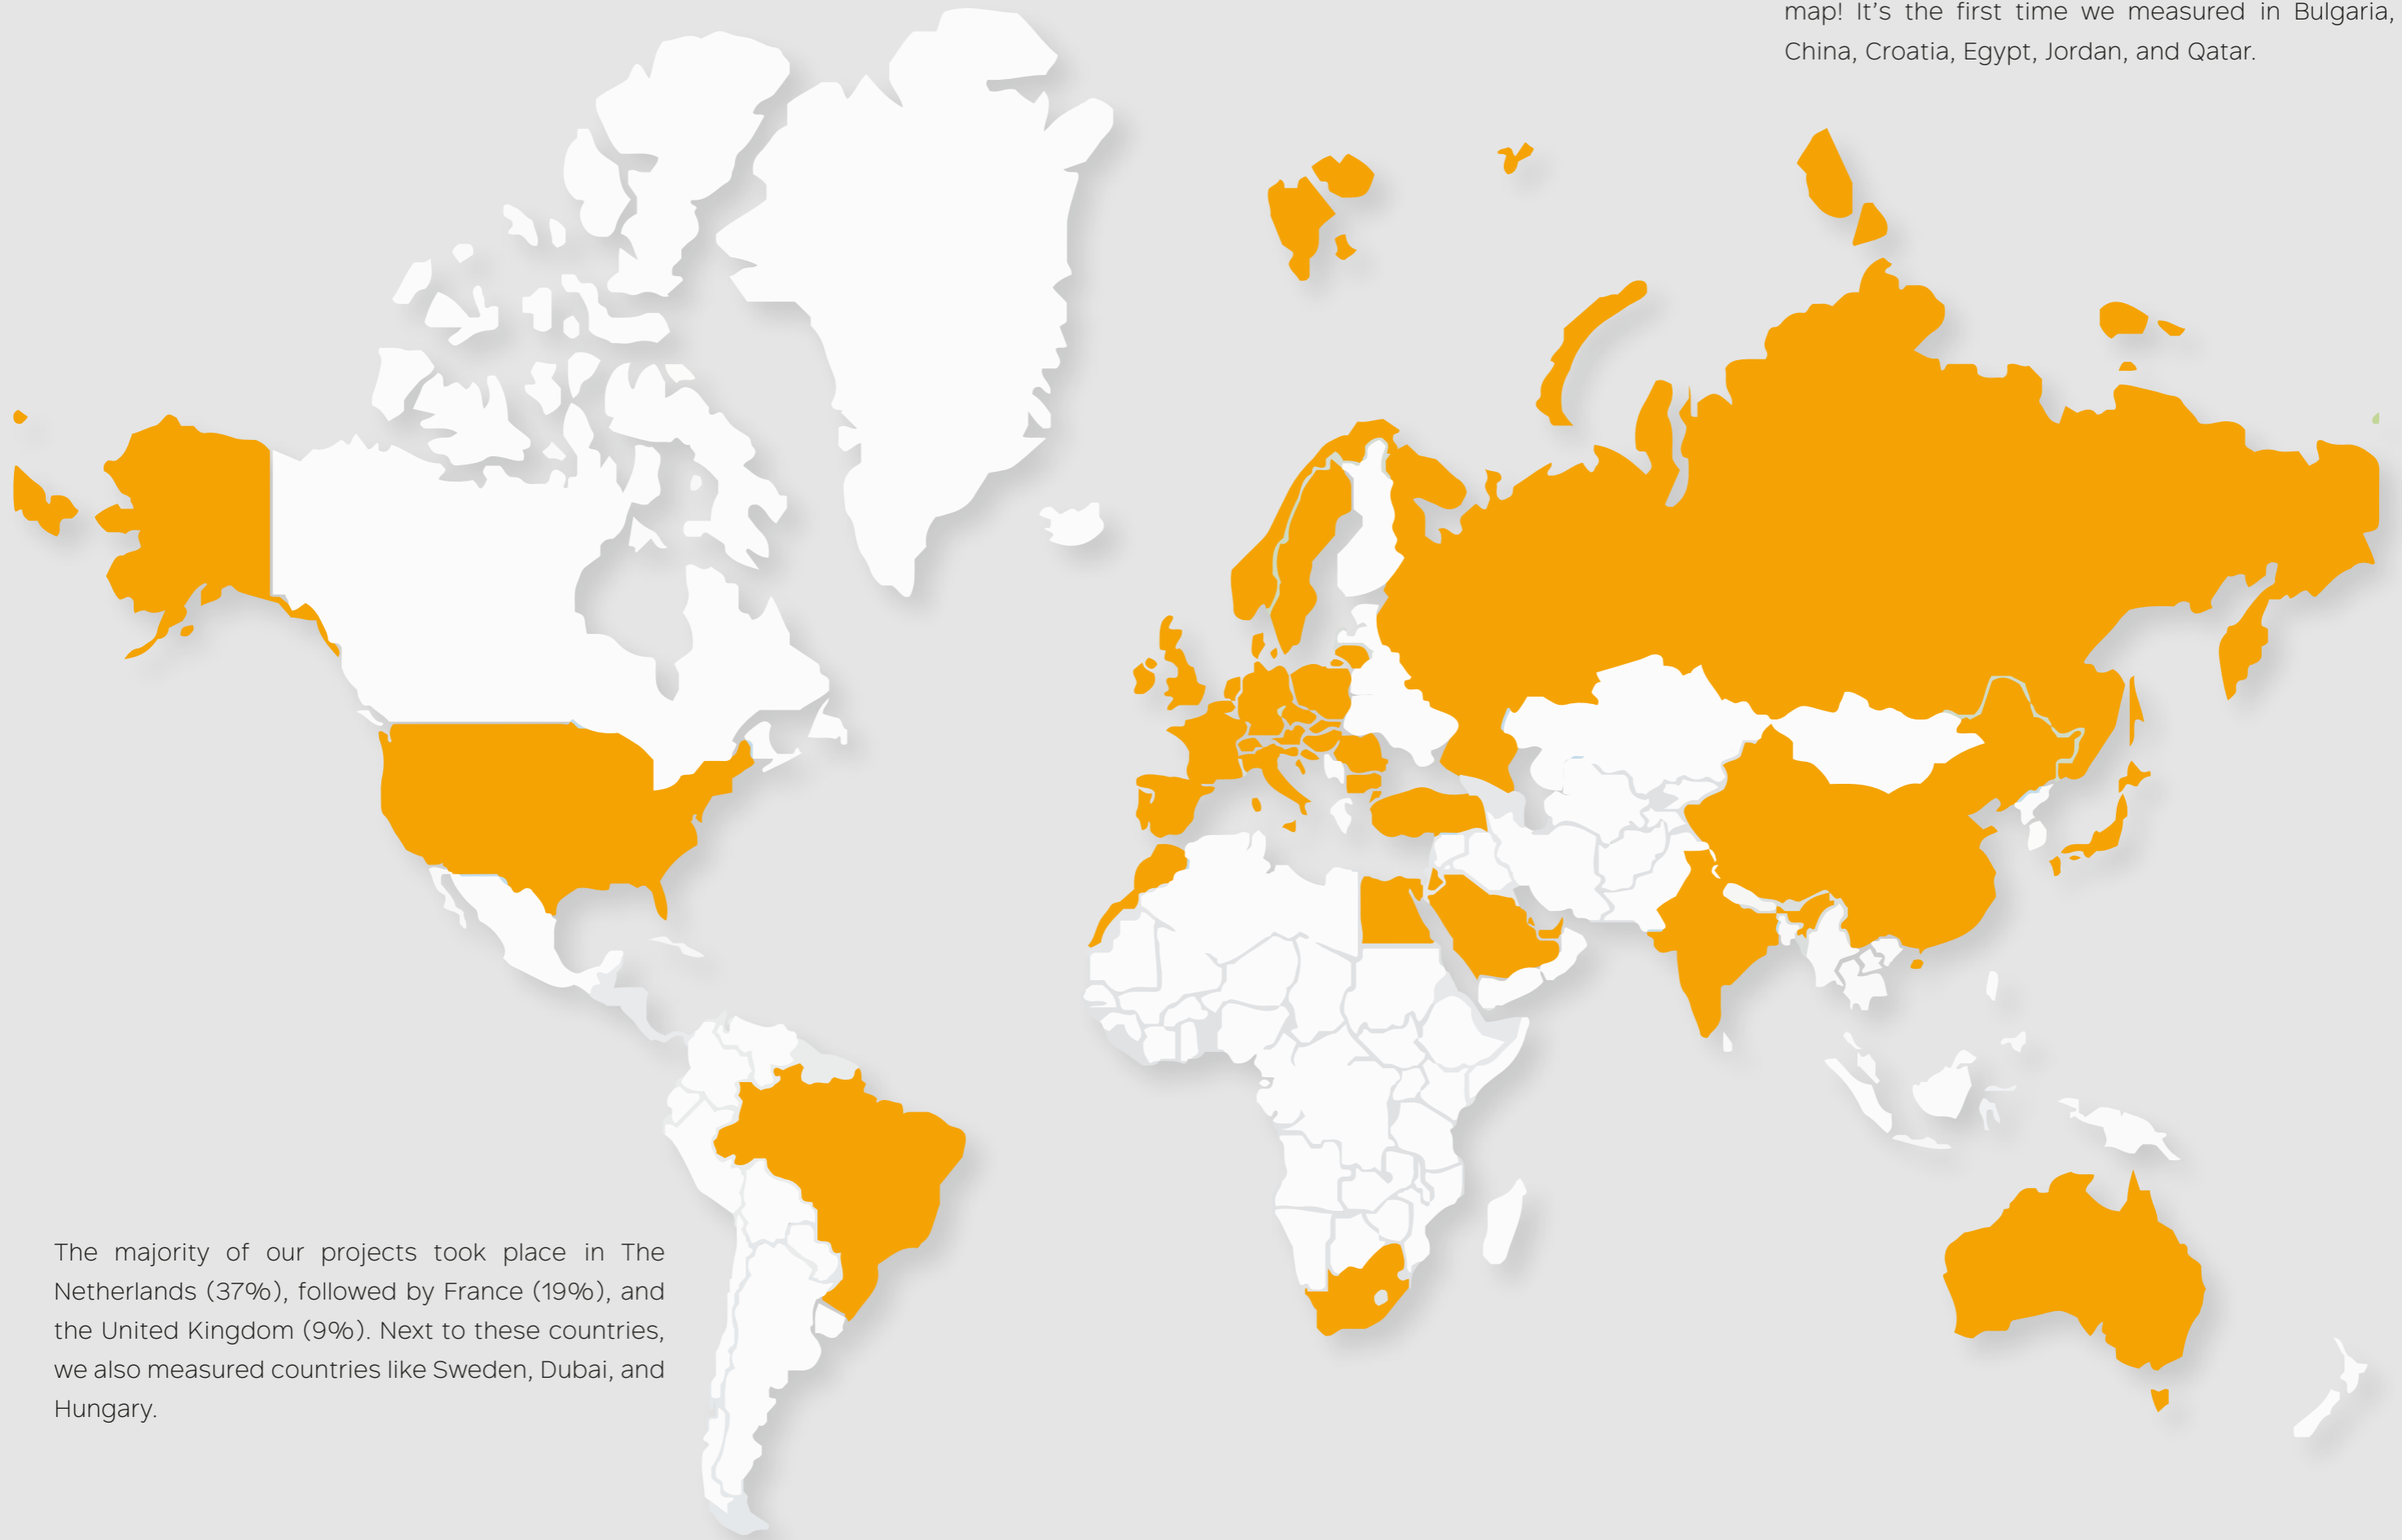 map! It's the first time we measured in Bulgaria,
China, Croatia, Egypt, Jordan, and Qatar.
The majority of our projects took place in The
Netherlands (37%), followed by France (19%), and
the United Kingdom (9%). Next to these countries,
we also measured countries like Sweden, Dubai, and
Hungary.